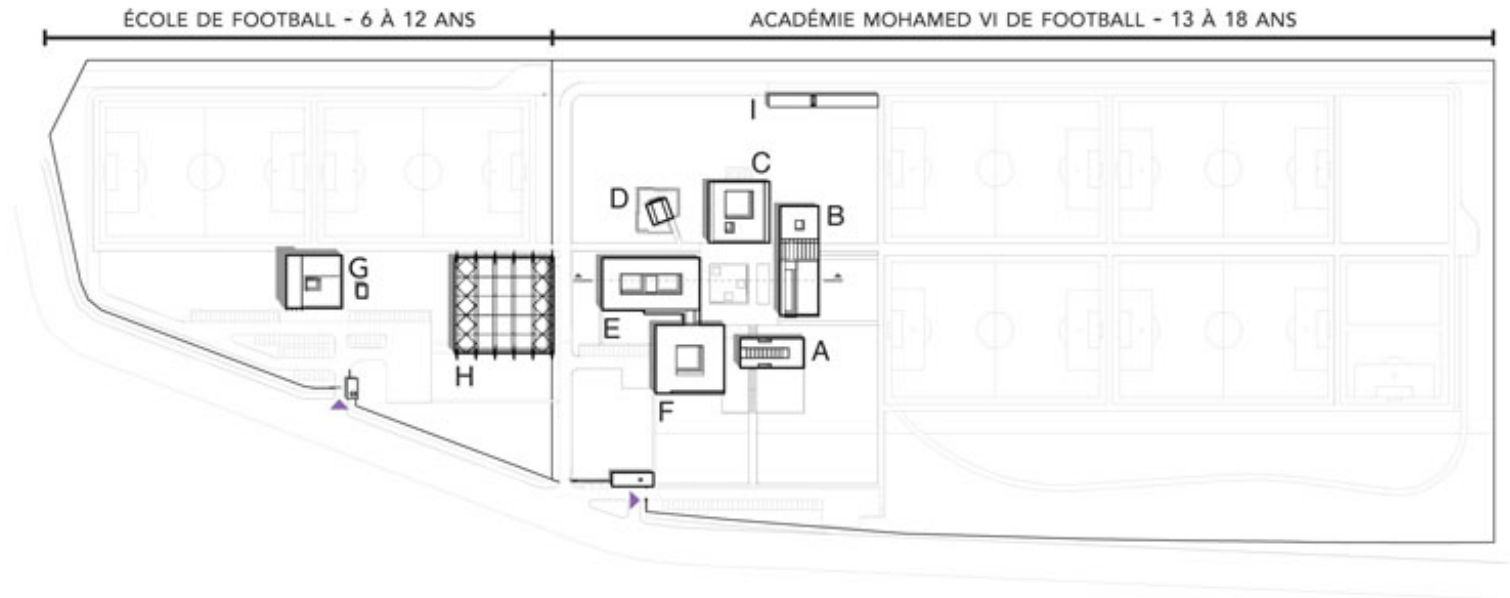 ÉCOLE DE FOOTBALL - 6 À 12 ANS
ACADÉMIE MOHAMED VI DE FOOTBALL - 13 À 18 ANS
I
C
D
B
G
E
A
H
F